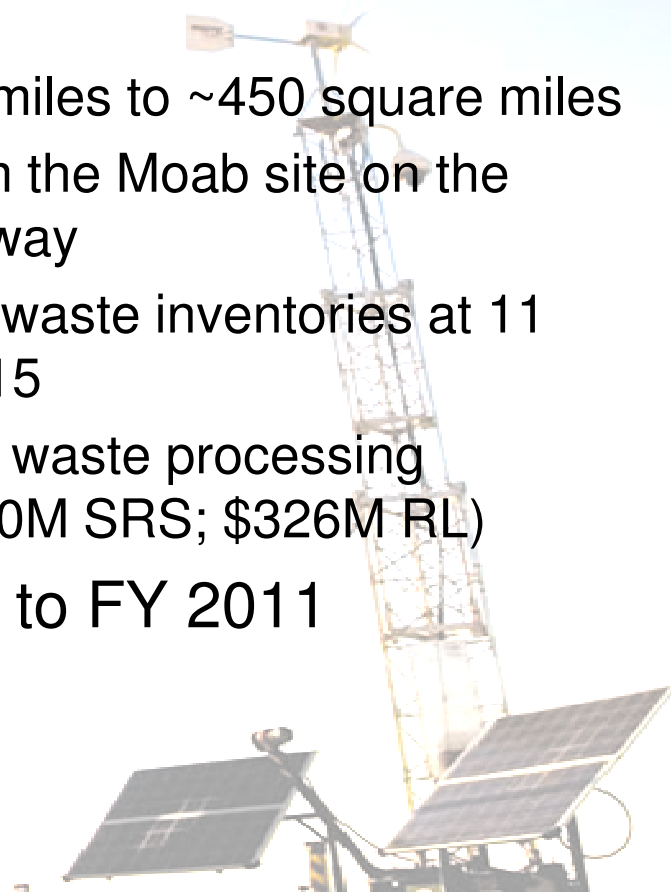 miles to ~450 square miles
the Moab site on the
way
waste inventories at 11
15
waste processing
0M SRS; $326M RL)
to FY 2011